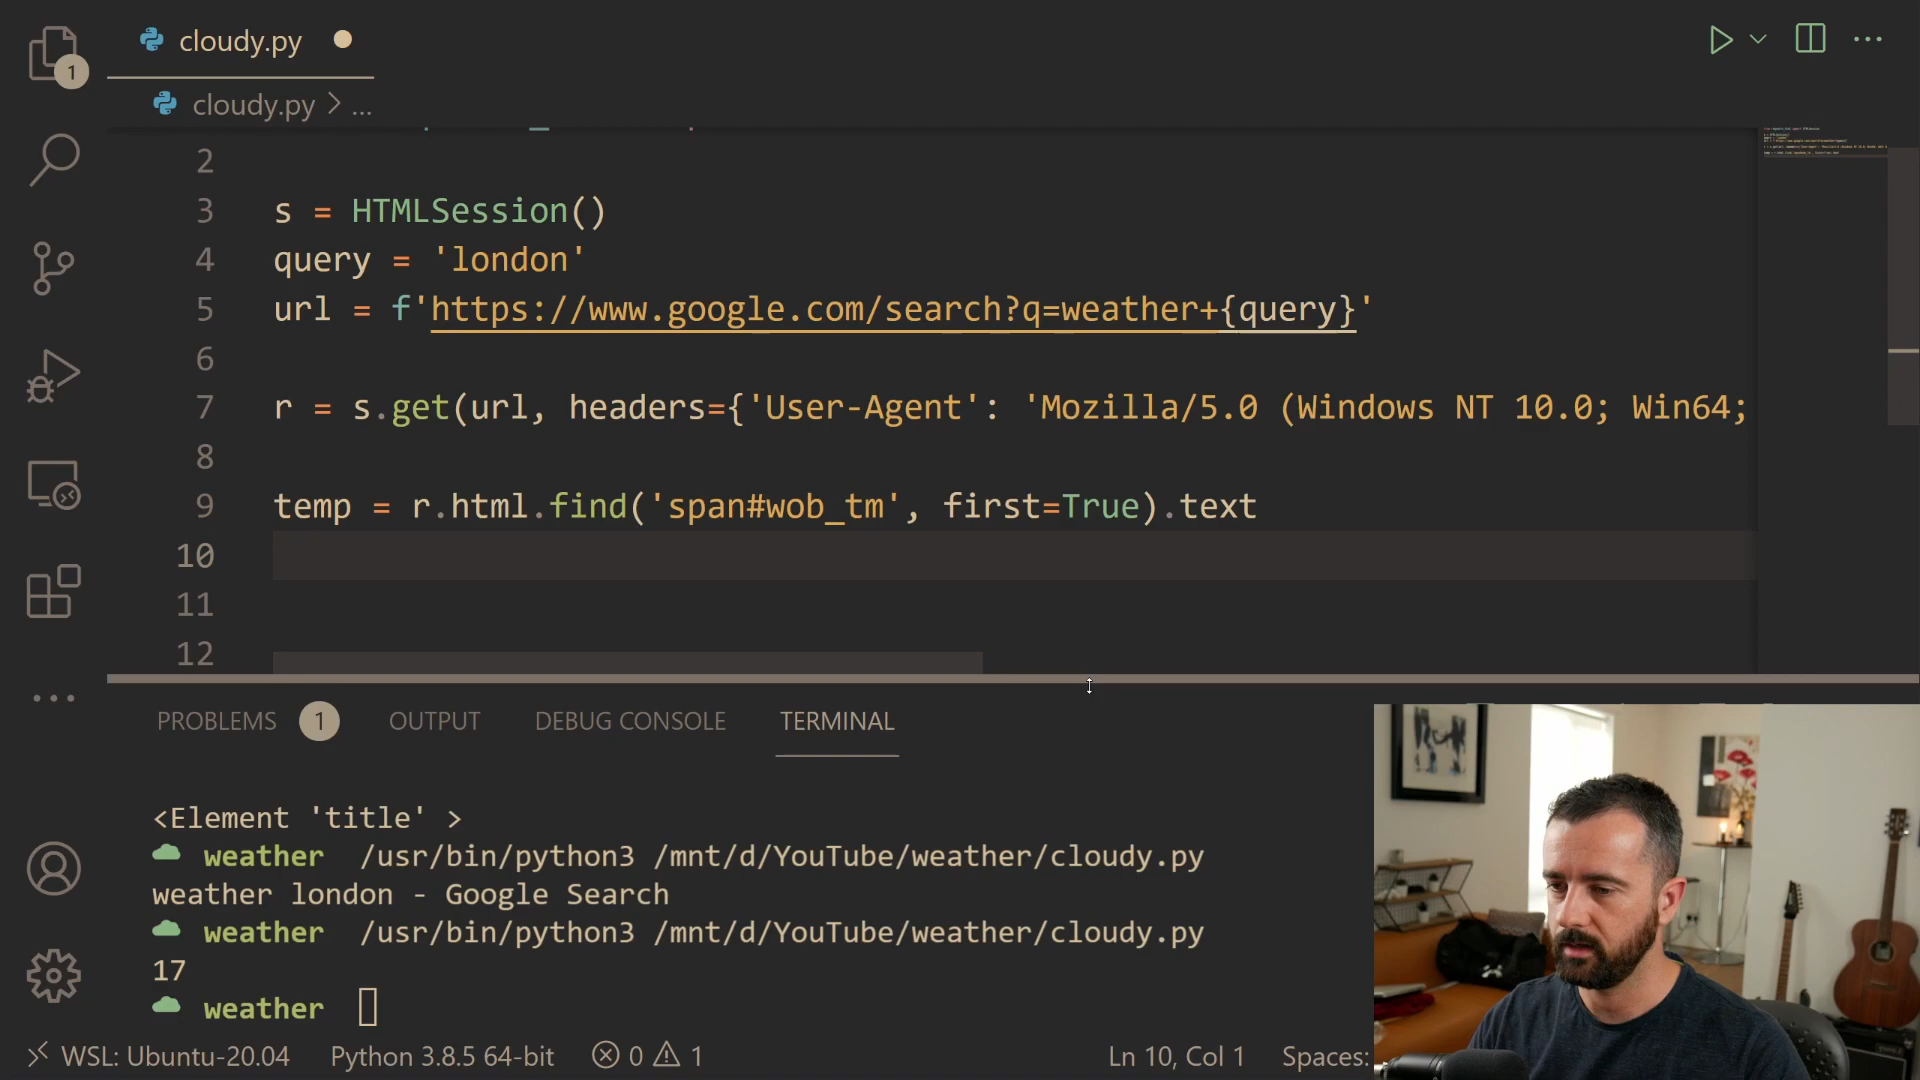 cloudy.py
1
cloudy.py > ...
2
3 s = HTMLSession()
4 query = 'london'
5 url = f'https://www.google.com/search?q=weather+{query}'
6
7 r = s.get(url, headers={'User-Agent': 'Mozilla/5.0 (Windows NT 10.0; Win64;
8
9 temp = r.html.find('span#wob_tm', first=True).text
10
11
12
PROBLEMS 1 OUTPUT DEBUG CONSOLE TERMINAL
<Element 'title' >
weather /usr/bin/python3 /mnt/d/YouTube/weather/cloudy.py
weather london - Google Search
weather /usr/bin/python3 /mnt/d/YouTube/weather/cloudy.py
17
weather
WSL: Ubuntu-20.04 Python 3.8.5 64-bit 0 1 Ln 10, Col 1 Spaces: